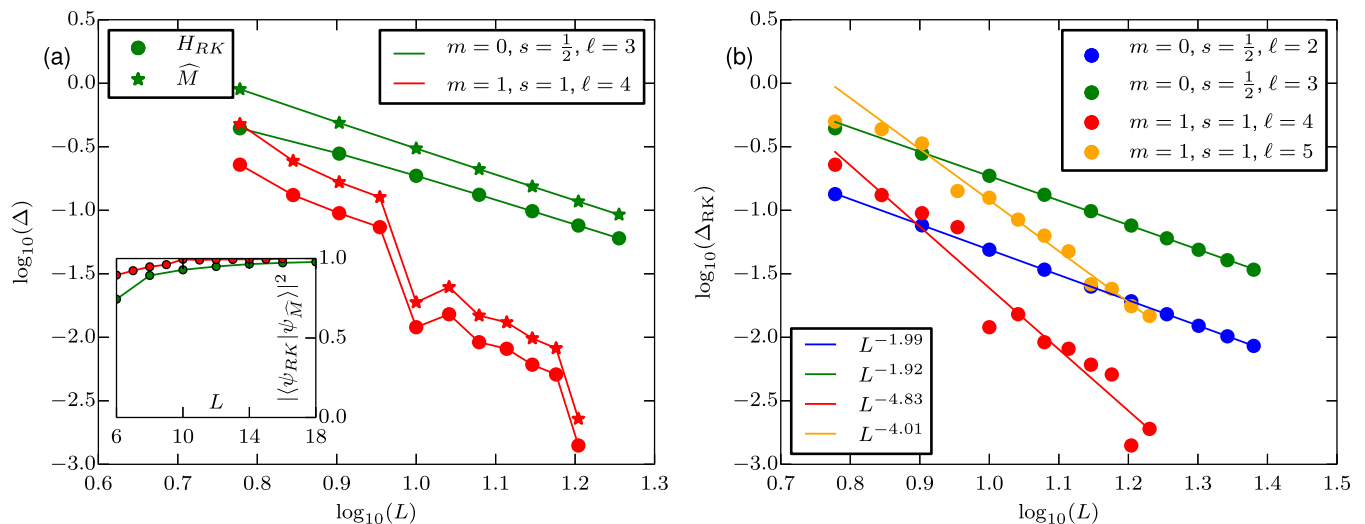 (a)
H_{RK}
\widehat{M}
m = 0, s = \frac{1}{2}, ℓ = 3
m = 1, s = 1, ℓ = 4
log₁₀(Δ)
0.5
0.0
−0.5
−1.0
−1.5
−2.0
−2.5
−3.0
0.6 0.7 0.8 0.9 1.0 1.1 1.2 1.3
log₁₀(L)
1.0
0.5
0.0
|⟨ψ_{RK}|ψ_{\widehat{M}}⟩|²
L
6 10 14 18
(b)
m = 0, s = \frac{1}{2}, ℓ = 2
m = 0, s = \frac{1}{2}, ℓ = 3
m = 1, s = 1, ℓ = 4
m = 1, s = 1, ℓ = 5
log₁₀(Δ_{RK})
0.5
0.0
−0.5
−1.0
−1.5
−2.0
−2.5
−3.0
L^{−1.99}
L^{−1.92}
L^{−4.83}
L^{−4.01}
0.7 0.8 0.9 1.0 1.1 1.2 1.3 1.4 1.5
log₁₀(L)